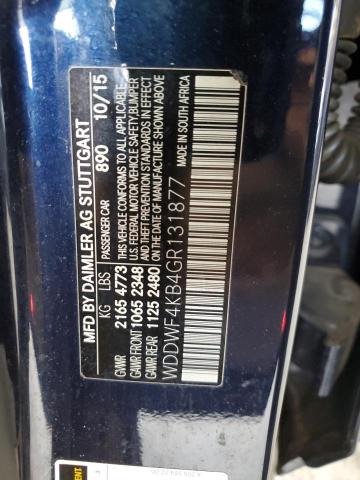 MFD BY DAIMLER AG STUTTGART
KG LBS PASSENGER CAR 890 10/15
GVWR 2165 4773 THIS VEHICLE CONFORMS TO ALL APPLICABLE
GAWR FRONT 1065 2348 U.S. FEDERAL MOTOR VEHICLE SAFETY, BUMPER
GAWR REAR 1125 2480 AND THEFT PREVENTION STANDARDS IN EFFECT
ON THE DATE OF MANUFACTURE SHOWN ABOVE
WDDWF4KB4GR131877 MADE IN SOUTH AFRICA